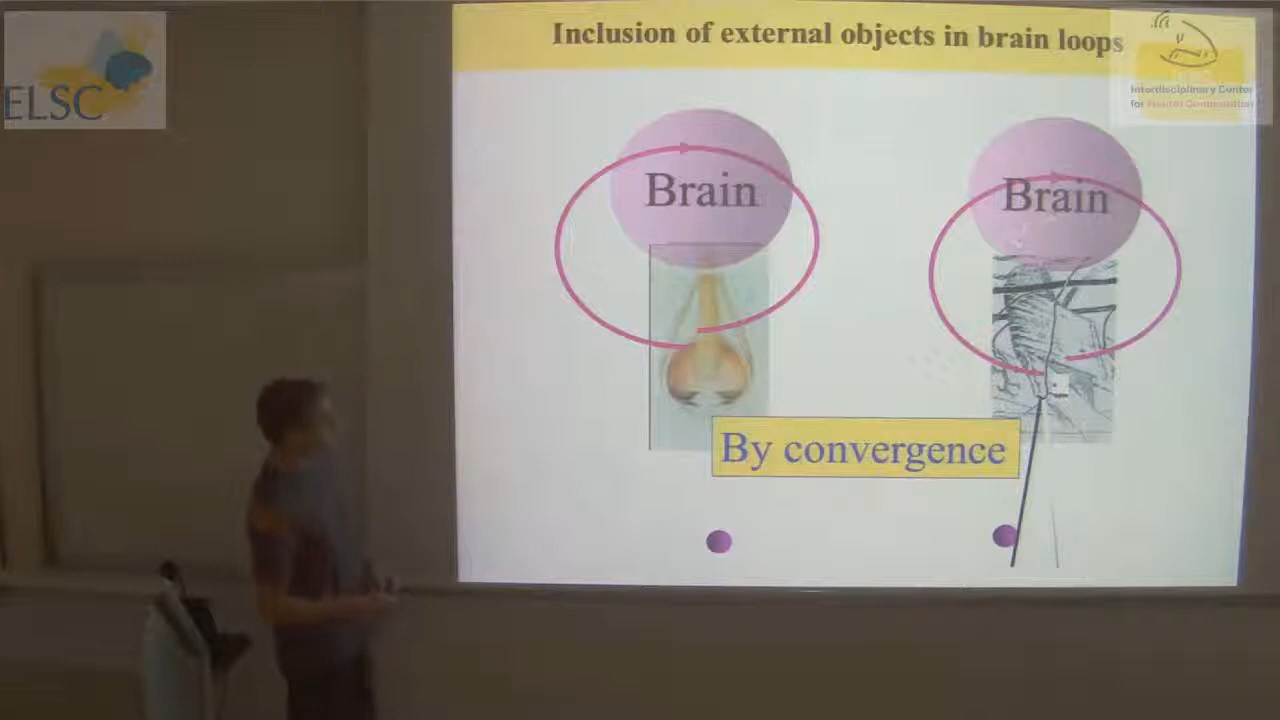 ELSC
Inclusion of external objects in brain loops
Interdisciplinary Center
for Neural Computation
Brain
Brain
By convergence